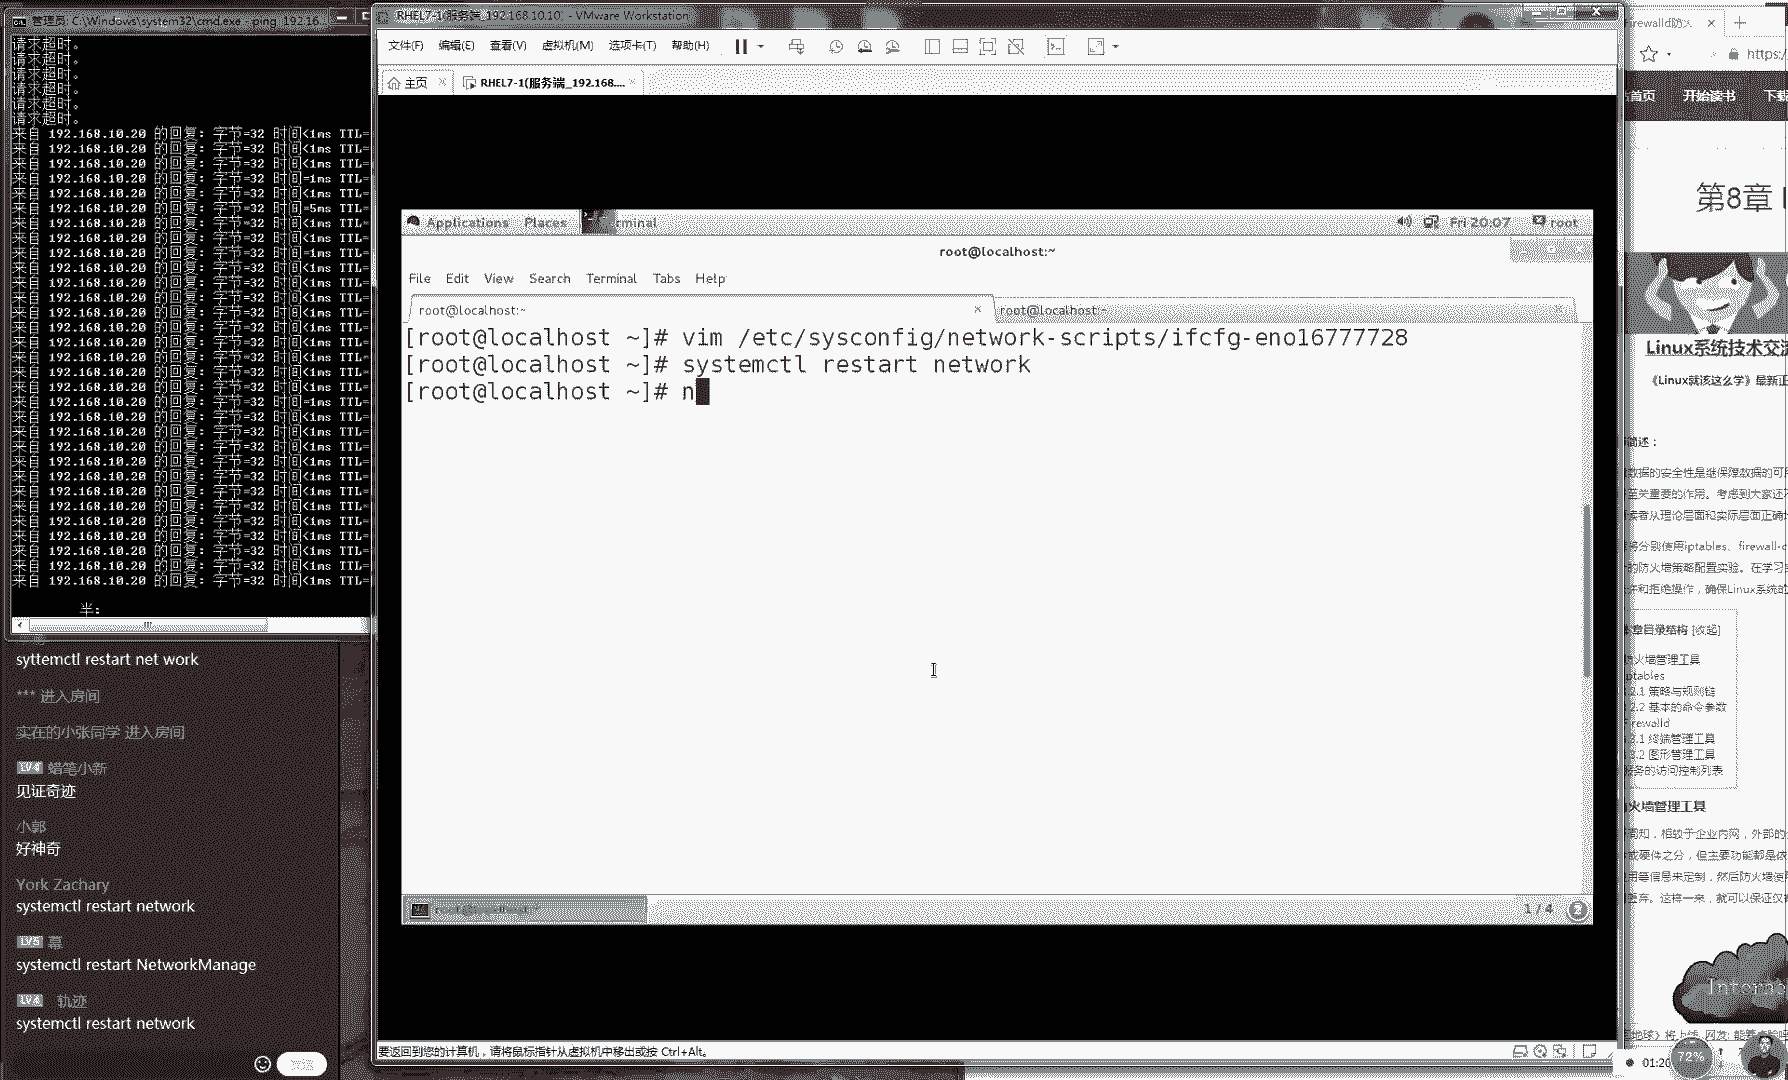 管理员: C:\Windows\system32\cmd.exe - ping 192.16...
请求超时。
请求超时。
请求超时。
请求超时。
请求超时。
请求超时。
来自 192.168.10.20 的回复: 字节=32 时间<1ms TTL=
来自 192.168.10.20 的回复: 字节=32 时间<1ms TTL=
来自 192.168.10.20 的回复: 字节=32 时间<1ms TTL=
来自 192.168.10.20 的回复: 字节=32 时间=1ms TTL=
来自 192.168.10.20 的回复: 字节=32 时间<1ms TTL=
来自 192.168.10.20 的回复: 字节=32 时间=5ms TTL=
来自 192.168.10.20 的回复: 字节=32 时间<1ms TTL=
来自 192.168.10.20 的回复: 字节=32 时间=1ms TTL=
来自 192.168.10.20 的回复: 字节=32 时间=1ms TTL=
来自 192.168.10.20 的回复: 字节=32 时间<1ms TTL=
来自 192.168.10.20 的回复: 字节=32 时间<1ms TTL=
来自 192.168.10.20 的回复: 字节=32 时间<1ms TTL=
来自 192.168.10.20 的回复: 字节=32 时间<1ms TTL=
来自 192.168.10.20 的回复: 字节=32 时间<1ms TTL=
来自 192.168.10.20 的回复: 字节=32 时间<1ms TTL=
来自 192.168.10.20 的回复: 字节=32 时间<1ms TTL=
来自 192.168.10.20 的回复: 字节=32 时间<1ms TTL=
来自 192.168.10.20 的回复: 字节=32 时间<1ms TTL=
来自 192.168.10.20 的回复: 字节=32 时间=1ms TTL=
来自 192.168.10.20 的回复: 字节=32 时间<1ms TTL=
来自 192.168.10.20 的回复: 字节=32 时间<1ms TTL=
来自 192.168.10.20 的回复: 字节=32 时间<1ms TTL=
来自 192.168.10.20 的回复: 字节=32 时间<1ms TTL=
来自 192.168.10.20 的回复: 字节=32 时间<1ms TTL=
来自 192.168.10.20 的回复: 字节=32 时间<1ms TTL=
来自 192.168.10.20 的回复: 字节=32 时间<1ms TTL=
来自 192.168.10.20 的回复: 字节=32 时间<1ms TTL=
来自 192.168.10.20 的回复: 字节=32 时间<1ms TTL=
来自 192.168.10.20 的回复: 字节=32 时间<1ms TTL=
来自 192.168.10.20 的回复: 字节=32 时间<1ms TTL=
来自 192.168.10.20 的回复: 字节=32 时间<1ms TTL=
半:
syttemctl restart net work
*** 进入房间
实在的小张同学 进入房间
LV4 蜡笔小新
见证奇迹
小郭
好神奇
York Zachary
systemctl restart network
LV5 幕
systemctl restart NetworkManage
LV4 轨迹
systemctl restart network
RHEL7-1(服务端_192.168.10.10) - VMware Workstation
文件(F) 编辑(E) 查看(V) 虚拟机(M) 选项卡(T) 帮助(H)
主页 RHEL7-1(服务端_192.168....
Applications Places Terminal Fri 20:07 root
root@localhost:~
File Edit View Search Terminal Tabs Help
root@localhost:~ root@localhost:~
[root@localhost ~]# vim /etc/sysconfig/network-scripts/ifcfg-eno16777728
[root@localhost ~]# systemctl restart network
[root@localhost ~]# n
root@localhost:~ 1 / 4
要返回到您的计算机，请将鼠标指针从虚拟机中移出或按 Ctrl+Alt。
irewalld防火
https:/
站首页 开始读书 下载
第8章
Linux系统技术交流
《Linux就该这么学》最新正
简述：
数据的安全性是继保障数据的可用
至关重要的作用。考虑到大家还不
读者从理论层面和实际层面正确地
将分别使用iptables、firewall-c
的防火墙策略配置实验。在学习完
许和拒绝操作，确保Linux系统的
章目录结构 [收起]
防火墙管理工具
ptables
.2.1 策略与规则链
.2.2 基本的命令参数
rewalld
.3.1 终端管理工具
.3.2 图形管理工具
服务的访问控制列表
火墙管理工具
周知，相较于企业内网，外部的
或硬件之分，但主要功能都是依
用等信息来定制，然后防火墙使
丢弃。这样一来，就可以保证仅有
Interne
01:20 72%